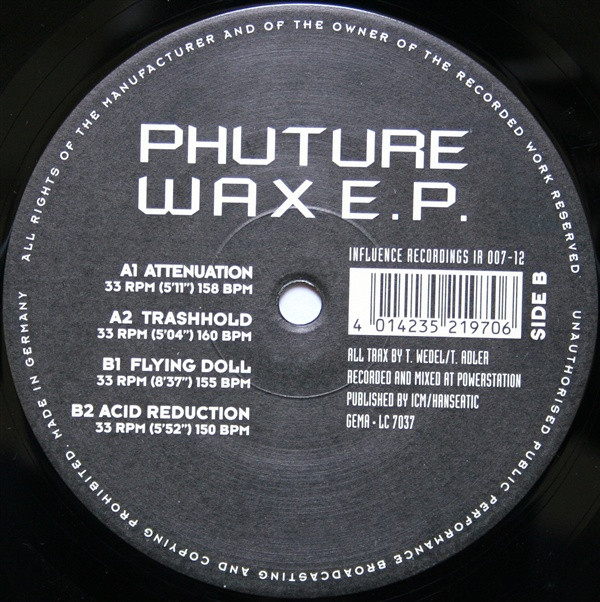 PHUTURE
WAX E.P.
A1 ATTENUATION
33 RPM (5'11") 158 BPM
A2 TRASHHOLD
33 RPM (5'04") 160 BPM
B1 FLYING DOLL
33 RPM (8'37") 155 BPM
B2 ACID REDUCTION
33 RPM (5'52") 150 BPM
INFLUENCE RECORDINGS IR 007-12
4 014235 219706
SIDE B
ALL TRAX BY T. WEDEL/T. ADLER
RECORDED AND MIXED AT POWERSTATION
PUBLISHED BY ICM/HANSEATIC
GEMA • LC 7037
ALL RIGHTS OF THE MANUFACTURER AND OF THE OWNER OF THE RECORDED WORK RESERVED. UNAUTHORISED PUBLIC PERFORMANCE BROADCASTING AND COPYING PROHIBITED. MADE IN GERMANY